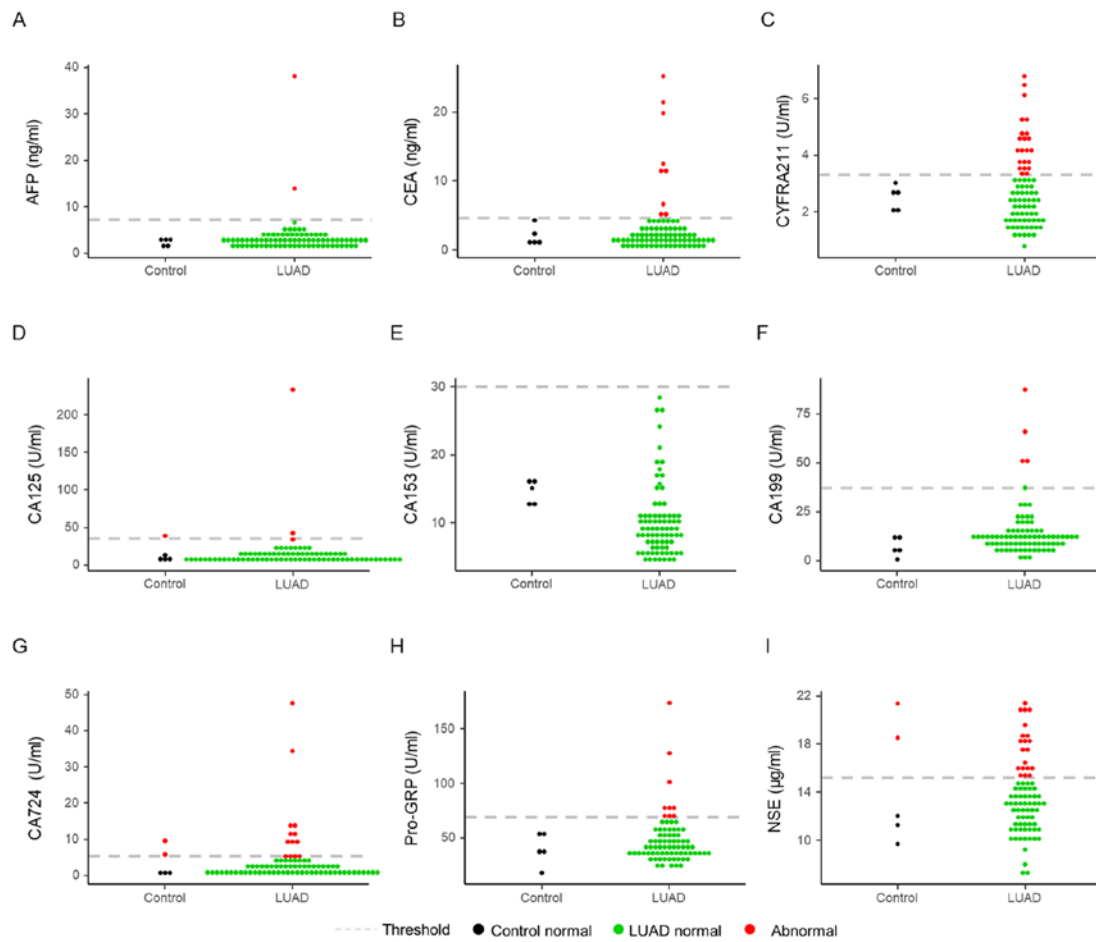 A
B
C
AFP (ng/ml)
40
30
20
10
0
Control
LUAD
CEA (ng/ml)
20
10
0
Control
LUAD
CYFRA211 (U/ml)
6
4
2
Control
LUAD
D
E
F
CA125 (U/ml)
200
150
100
50
0
Control
LUAD
CA153 (U/ml)
30
20
10
Control
LUAD
CA199 (U/ml)
75
50
25
0
Control
LUAD
G
H
I
CA724 (U/ml)
50
40
30
20
10
0
Control
LUAD
Pro-GRP (U/ml)
150
100
50
Control
LUAD
NSE (μg/ml)
22
18
14
10
Control
LUAD
Threshold
Control normal
LUAD normal
Abnormal